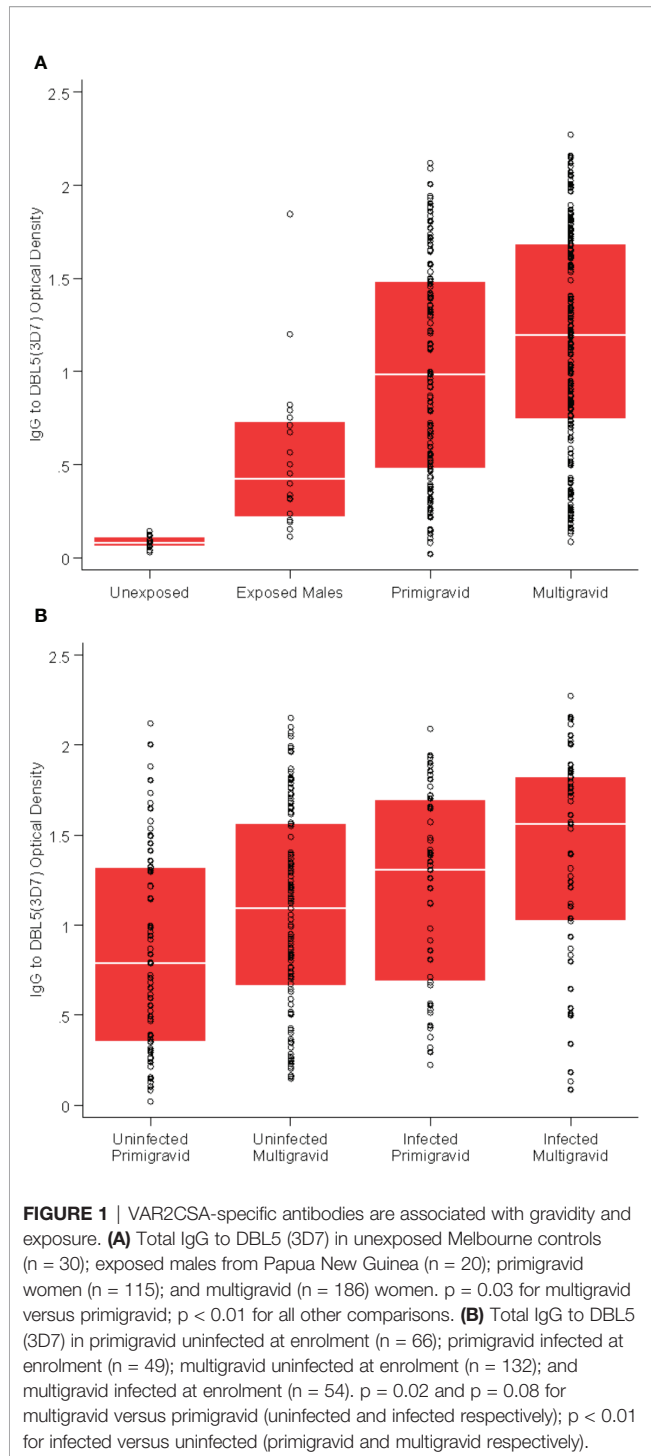 A
2.5
2
1.5
1
.5
0
IgG to DBL5(3D7) Optical Density
Unexposed
Exposed Males
Primigravid
Multigravid
B
2.5
2
1.5
1
.5
0
IgG to DBL5(3D7) Optical Density
Uninfected
Primigravid
Uninfected
Multigravid
Infected
Primigravid
Infected
Multigravid
FIGURE 1 | VAR2CSA-specific antibodies are associated with gravidity and
exposure. (A) Total IgG to DBL5 (3D7) in unexposed Melbourne controls
(n = 30); exposed males from Papua New Guinea (n = 20); primigravid
women (n = 115); and multigravid (n = 186) women. p = 0.03 for multigravid
versus primigravid; p < 0.01 for all other comparisons. (B) Total IgG to DBL5
(3D7) in primigravid uninfected at enrolment (n = 66); primigravid infected at
enrolment (n = 49); multigravid uninfected at enrolment (n = 132); and
multigravid infected at enrolment (n = 54). p = 0.02 and p = 0.08 for
multigravid versus primigravid (uninfected and infected respectively); p < 0.01
for infected versus uninfected (primigravid and multigravid respectively).